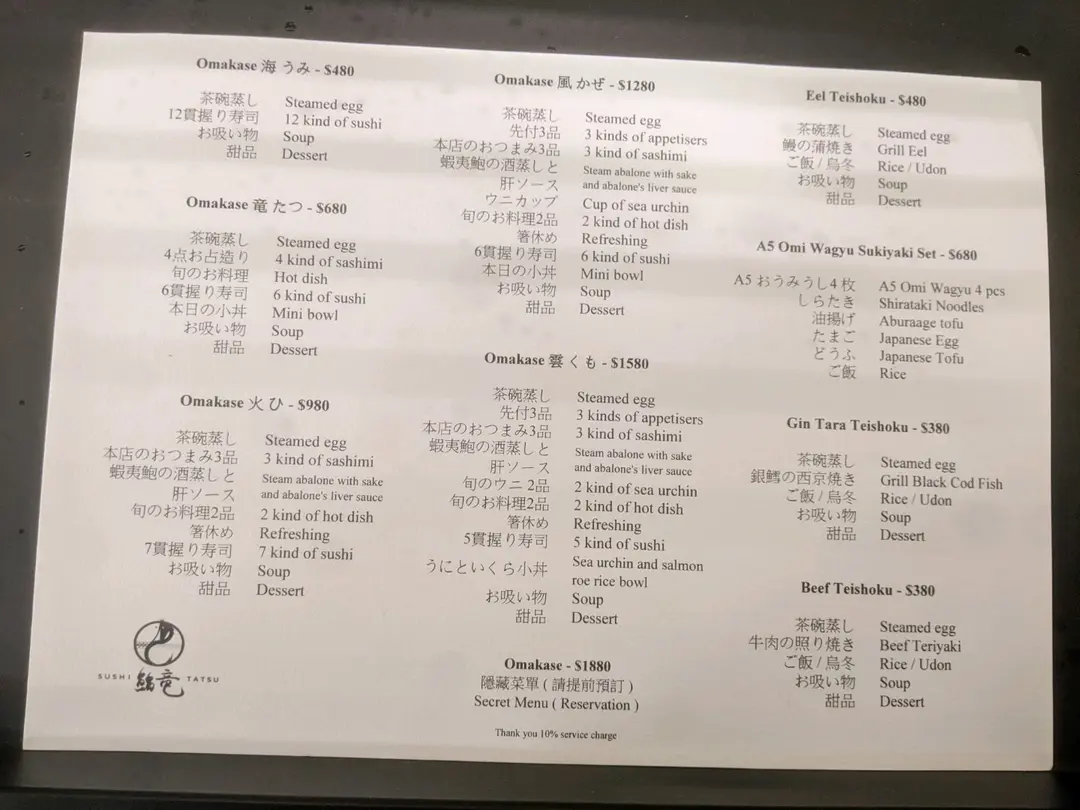 Omakase 海 うみ - $480
茶碗蒸し Steamed egg
12貫握り寿司 12 kind of sushi
お吸い物 Soup
甜品 Dessert
Omakase 竜 たつ - $680
茶碗蒸し Steamed egg
4点お占造り 4 kind of sashimi
旬のお料理 Hot dish
6貫握り寿司 6 kind of sushi
本日の小丼 Mini bowl
お吸い物 Soup
甜品 Dessert
Omakase 火 ひ - $980
茶碗蒸し Steamed egg
本店のおつまみ3品 3 kind of sashimi
蝦夷鮑の酒蒸しと Steam abalone with sake
肝ソース and abalone's liver sauce
旬のお料理2品 2 kind of hot dish
箸休め Refreshing
7貫握り寿司 7 kind of sushi
お吸い物 Soup
甜品 Dessert
SUSHI 鮨竜 TATSU
Omakase 風 かぜ - $1280
茶碗蒸し Steamed egg
先付3品 3 kinds of appetisers
本店のおつまみ3品 3 kind of sashimi
蝦夷鮑の酒蒸しと Steam abalone with sake
肝ソース and abalone's liver sauce
ウニカップ Cup of sea urchin
旬のお料理2品 2 kind of hot dish
箸休め Refreshing
6貫握り寿司 6 kind of sushi
本日の小丼 Mini bowl
お吸い物 Soup
甜品 Dessert
Omakase 雲 くも - $1580
茶碗蒸し Steamed egg
先付3品 3 kinds of appetisers
本店のおつまみ3品 3 kind of sashimi
蝦夷鮑の酒蒸しと Steam abalone with sake
肝ソース and abalone's liver sauce
旬のウニ 2品 2 kind of sea urchin
旬のお料理2品 2 kind of hot dish
箸休め Refreshing
5貫握り寿司 5 kind of sushi
うにといくら小丼 Sea urchin and salmon
roe rice bowl
お吸い物 Soup
甜品 Dessert
Omakase - $1880
隱藏菜單 ( 請提前預訂 )
Secret Menu ( Reservation )
Thank you 10% service charge
Eel Teishoku - $480
茶碗蒸し Steamed egg
鰻の蒲焼き Grill Eel
ご飯 / 烏冬 Rice / Udon
お吸い物 Soup
甜品 Dessert
A5 Omi Wagyu Sukiyaki Set - $680
A5 おうみうし4 枚 A5 Omi Wagyu 4 pcs
しらたき Shirataki Noodles
油揚げ Aburaage tofu
たまご Japanese Egg
どうふ Japanese Tofu
ご飯 Rice
Gin Tara Teishoku - $380
茶碗蒸し Steamed egg
銀鱈の西京焼き Grill Black Cod Fish
ご飯 / 烏冬 Rice / Udon
お吸い物 Soup
甜品 Dessert
Beef Teishoku - $380
茶碗蒸し Steamed egg
牛肉の照り焼き Beef Teriyaki
ご飯 / 烏冬 Rice / Udon
お吸い物 Soup
甜品 Dessert